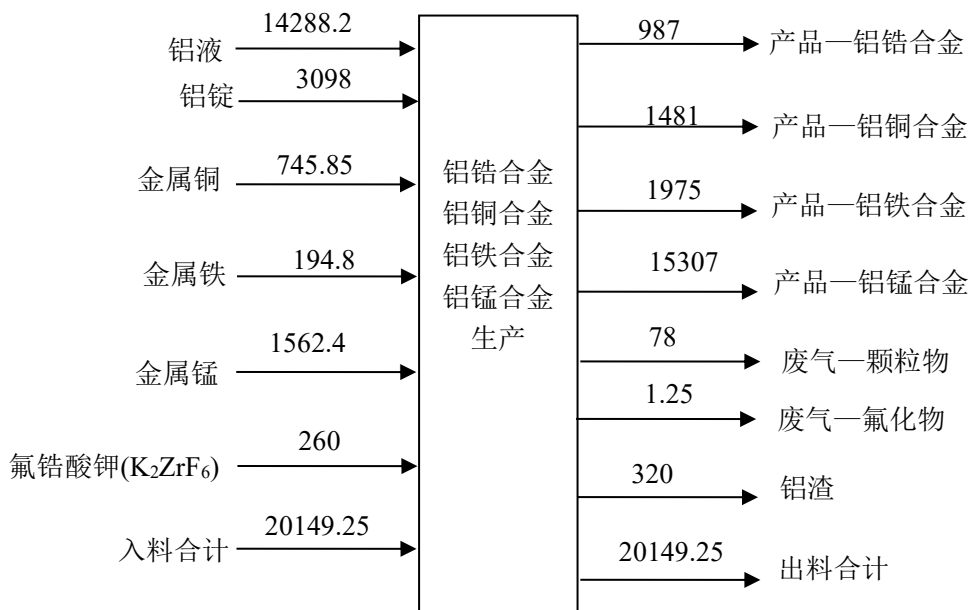 14288.2
铝液
3098
铝锭
745.85
金属铜
194.8
金属铁
1562.4
金属锰
260
氟锆酸钾(K₂ZrF₆)
20149.25
入料合计
铝锆合金
铝铜合金
铝铁合金
铝锰合金
生产
987
产品—铝锆合金
1481
产品—铝铜合金
1975
产品—铝铁合金
15307
产品—铝锰合金
78
废气—颗粒物
1.25
废气—氟化物
320
铝渣
20149.25
出料合计